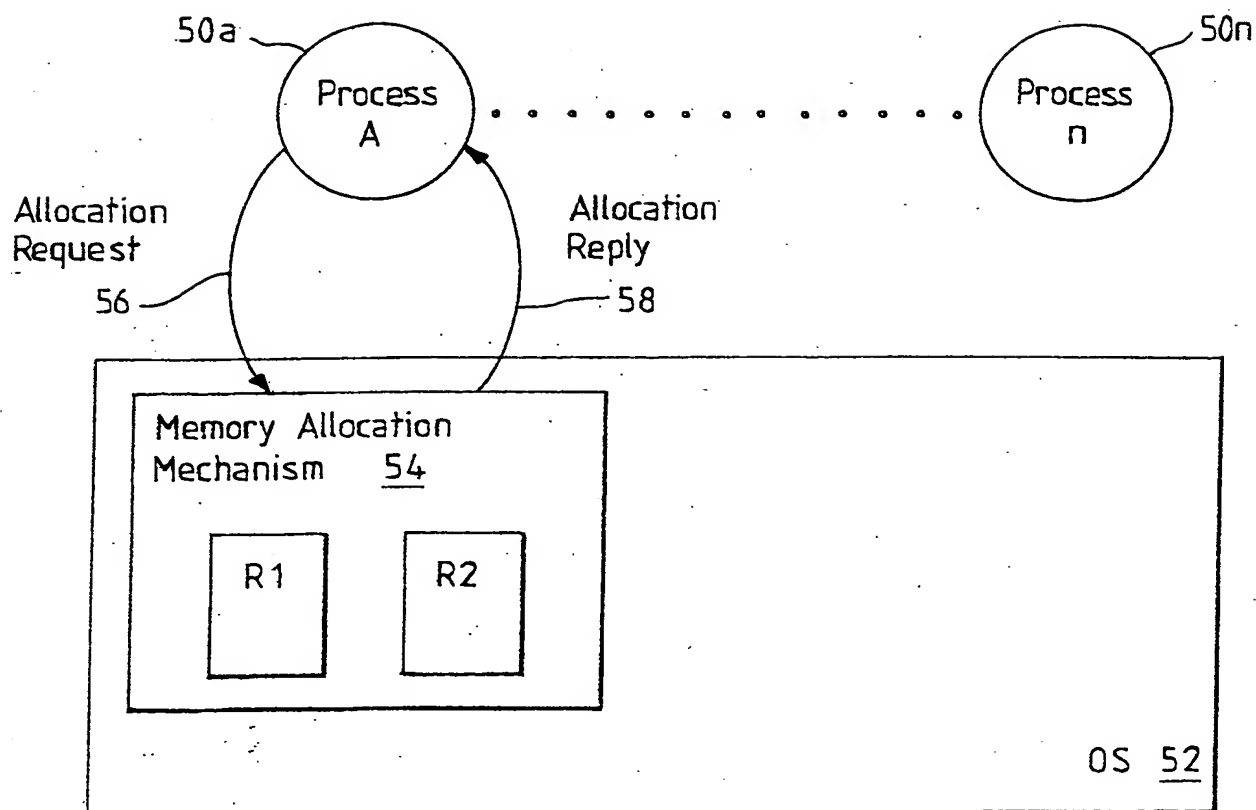 50a
50n
Process
A
Process
n
Allocation
Request
56
Allocation
Reply
58
Memory Allocation
Mechanism 54
R1
R2
OS 52